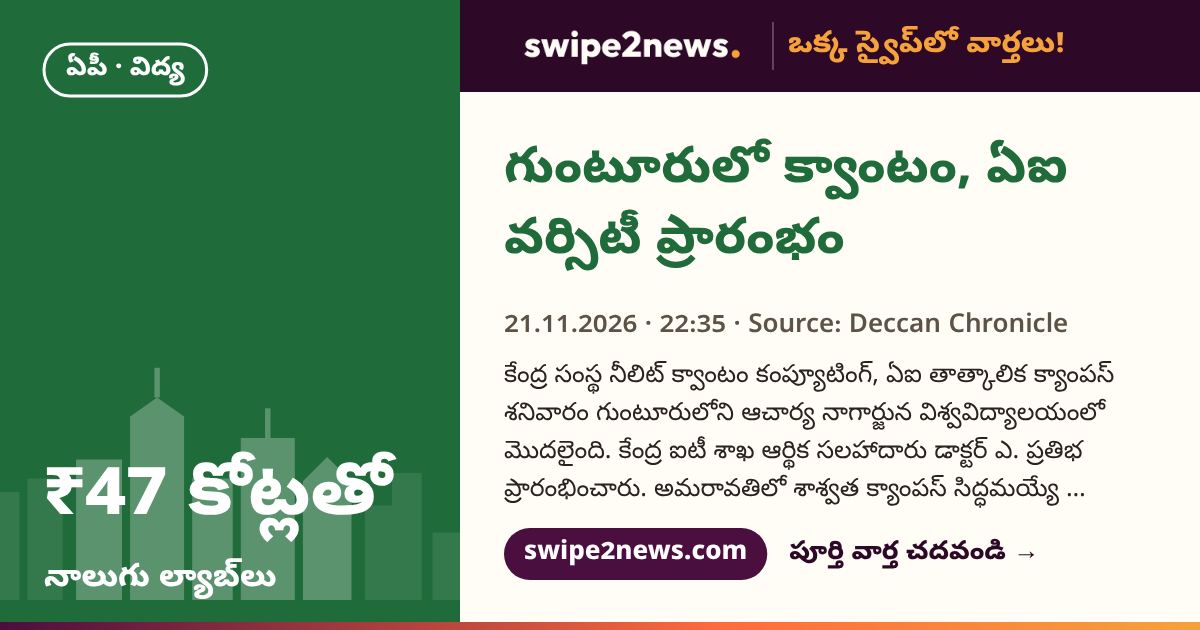 ఏపీ · విద్య
₹47 కోట్లతో
నాలుగు ల్యాబ్‌లు
swipe2news.
ఒక్క స్వైప్‌లో వార్తలు!
గుంటూరులో క్వాంటం, ఏఐ
వర్సిటీ ప్రారంభం
21.11.2026 · 22:35 · Source: Deccan Chronicle
కేంద్ర సంస్థ నీలిట్ క్వాంటం కంప్యూటింగ్, ఏఐ తాత్కాలిక క్యాంపస్
శనివారం గుంటూరులోని ఆచార్య నాగార్జున విశ్వవిద్యాలయంలో
మొదలైంది. కేంద్ర ఐటీ శాఖ ఆర్థిక సలహాదారు డాక్టర్ ఎ. ప్రతిభ
ప్రారంభించారు. అమరావతిలో శాశ్వత క్యాంపస్ సిద్ధమయ్యే ...
swipe2news.com
పూర్తి వార్త చదవండి →